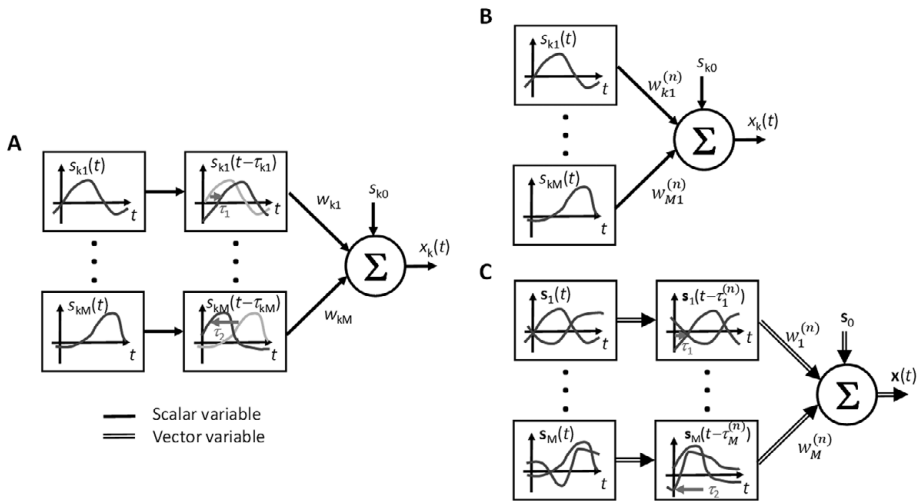 A
s_k1(t)
t
s_k1(t−τ_k1)
τ_1
t
w_k1
s_k0
Σ
x_k(t)
s_kM(t)
t
s_kM(t−τ_kM)
τ_2
t
w_kM
Scalar variable
Vector variable
B
s_k1(t)
t
w_k1^(n)
s_k0
Σ
x_k(t)
s_kM(t)
t
w_M1^(n)
C
s_1(t)
t
s_1(t−τ_1^(n))
τ_1
t
w_1^(n)
s_0
Σ
x(t)
s_M(t)
t
s_M(t−τ_M^(n))
τ_2
t
w_M^(n)